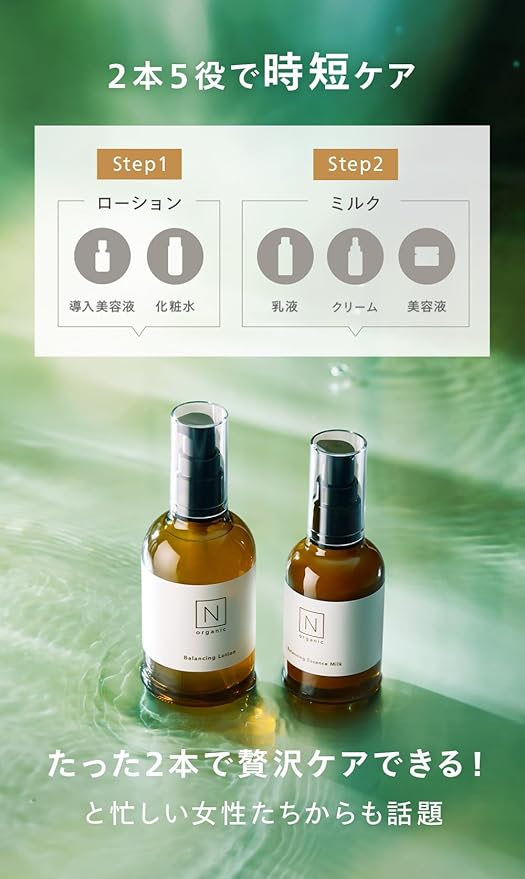 2本5役で時短ケア
Step1
Step2
ローション
ミルク
導入美容液
化粧水
乳液
クリーム
美容液
N
organic
Balancing Lotion
N
organic
Balancing Essence Milk
たった2本で贅沢ケアできる！
と忙しい女性たちからも話題